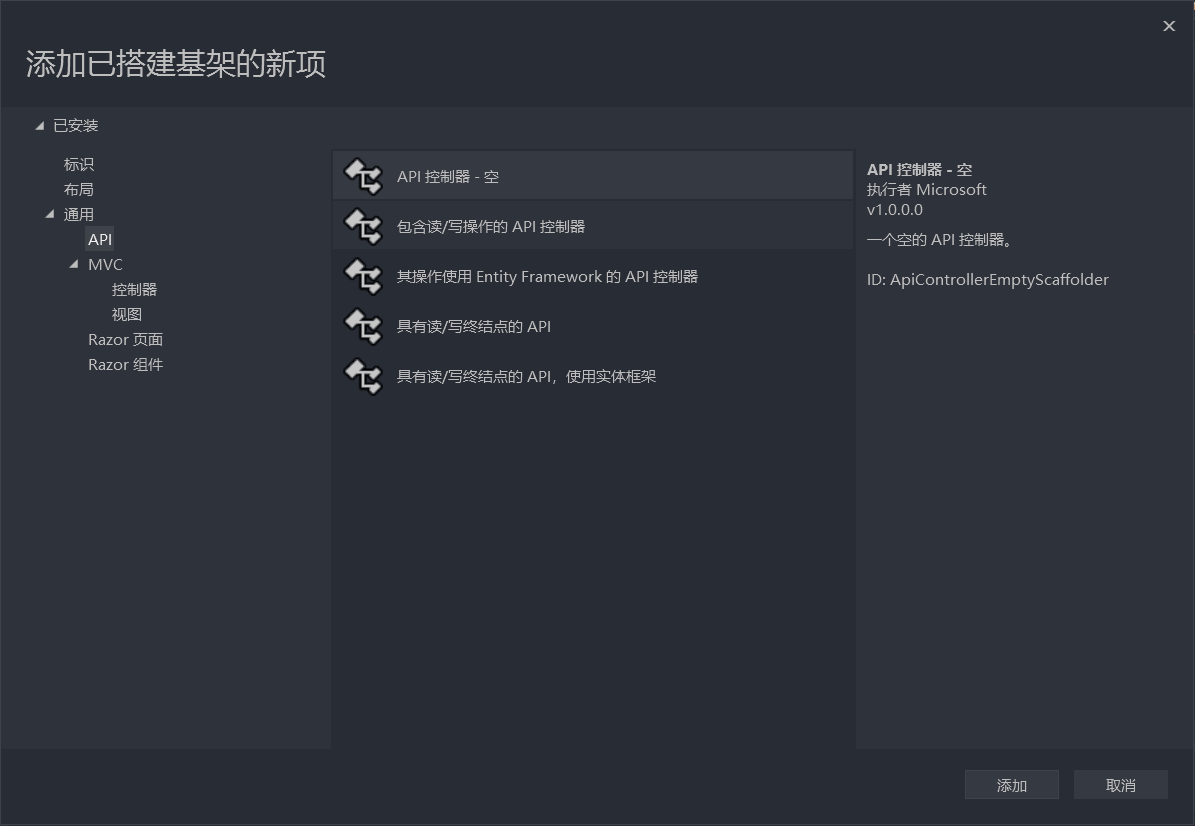 添加已搭建基架的新项
已安装
标识
布局
通用
API
MVC
控制器
视图
Razor 页面
Razor 组件
API 控制器 - 空
包含读/写操作的 API 控制器
其操作使用 Entity Framework 的 API 控制器
具有读/写终结点的 API
具有读/写终结点的 API，使用实体框架
API 控制器 - 空
执行者 Microsoft
v1.0.0.0
一个空的 API 控制器。
ID: ApiControllerEmptyScaffolder
添加
取消